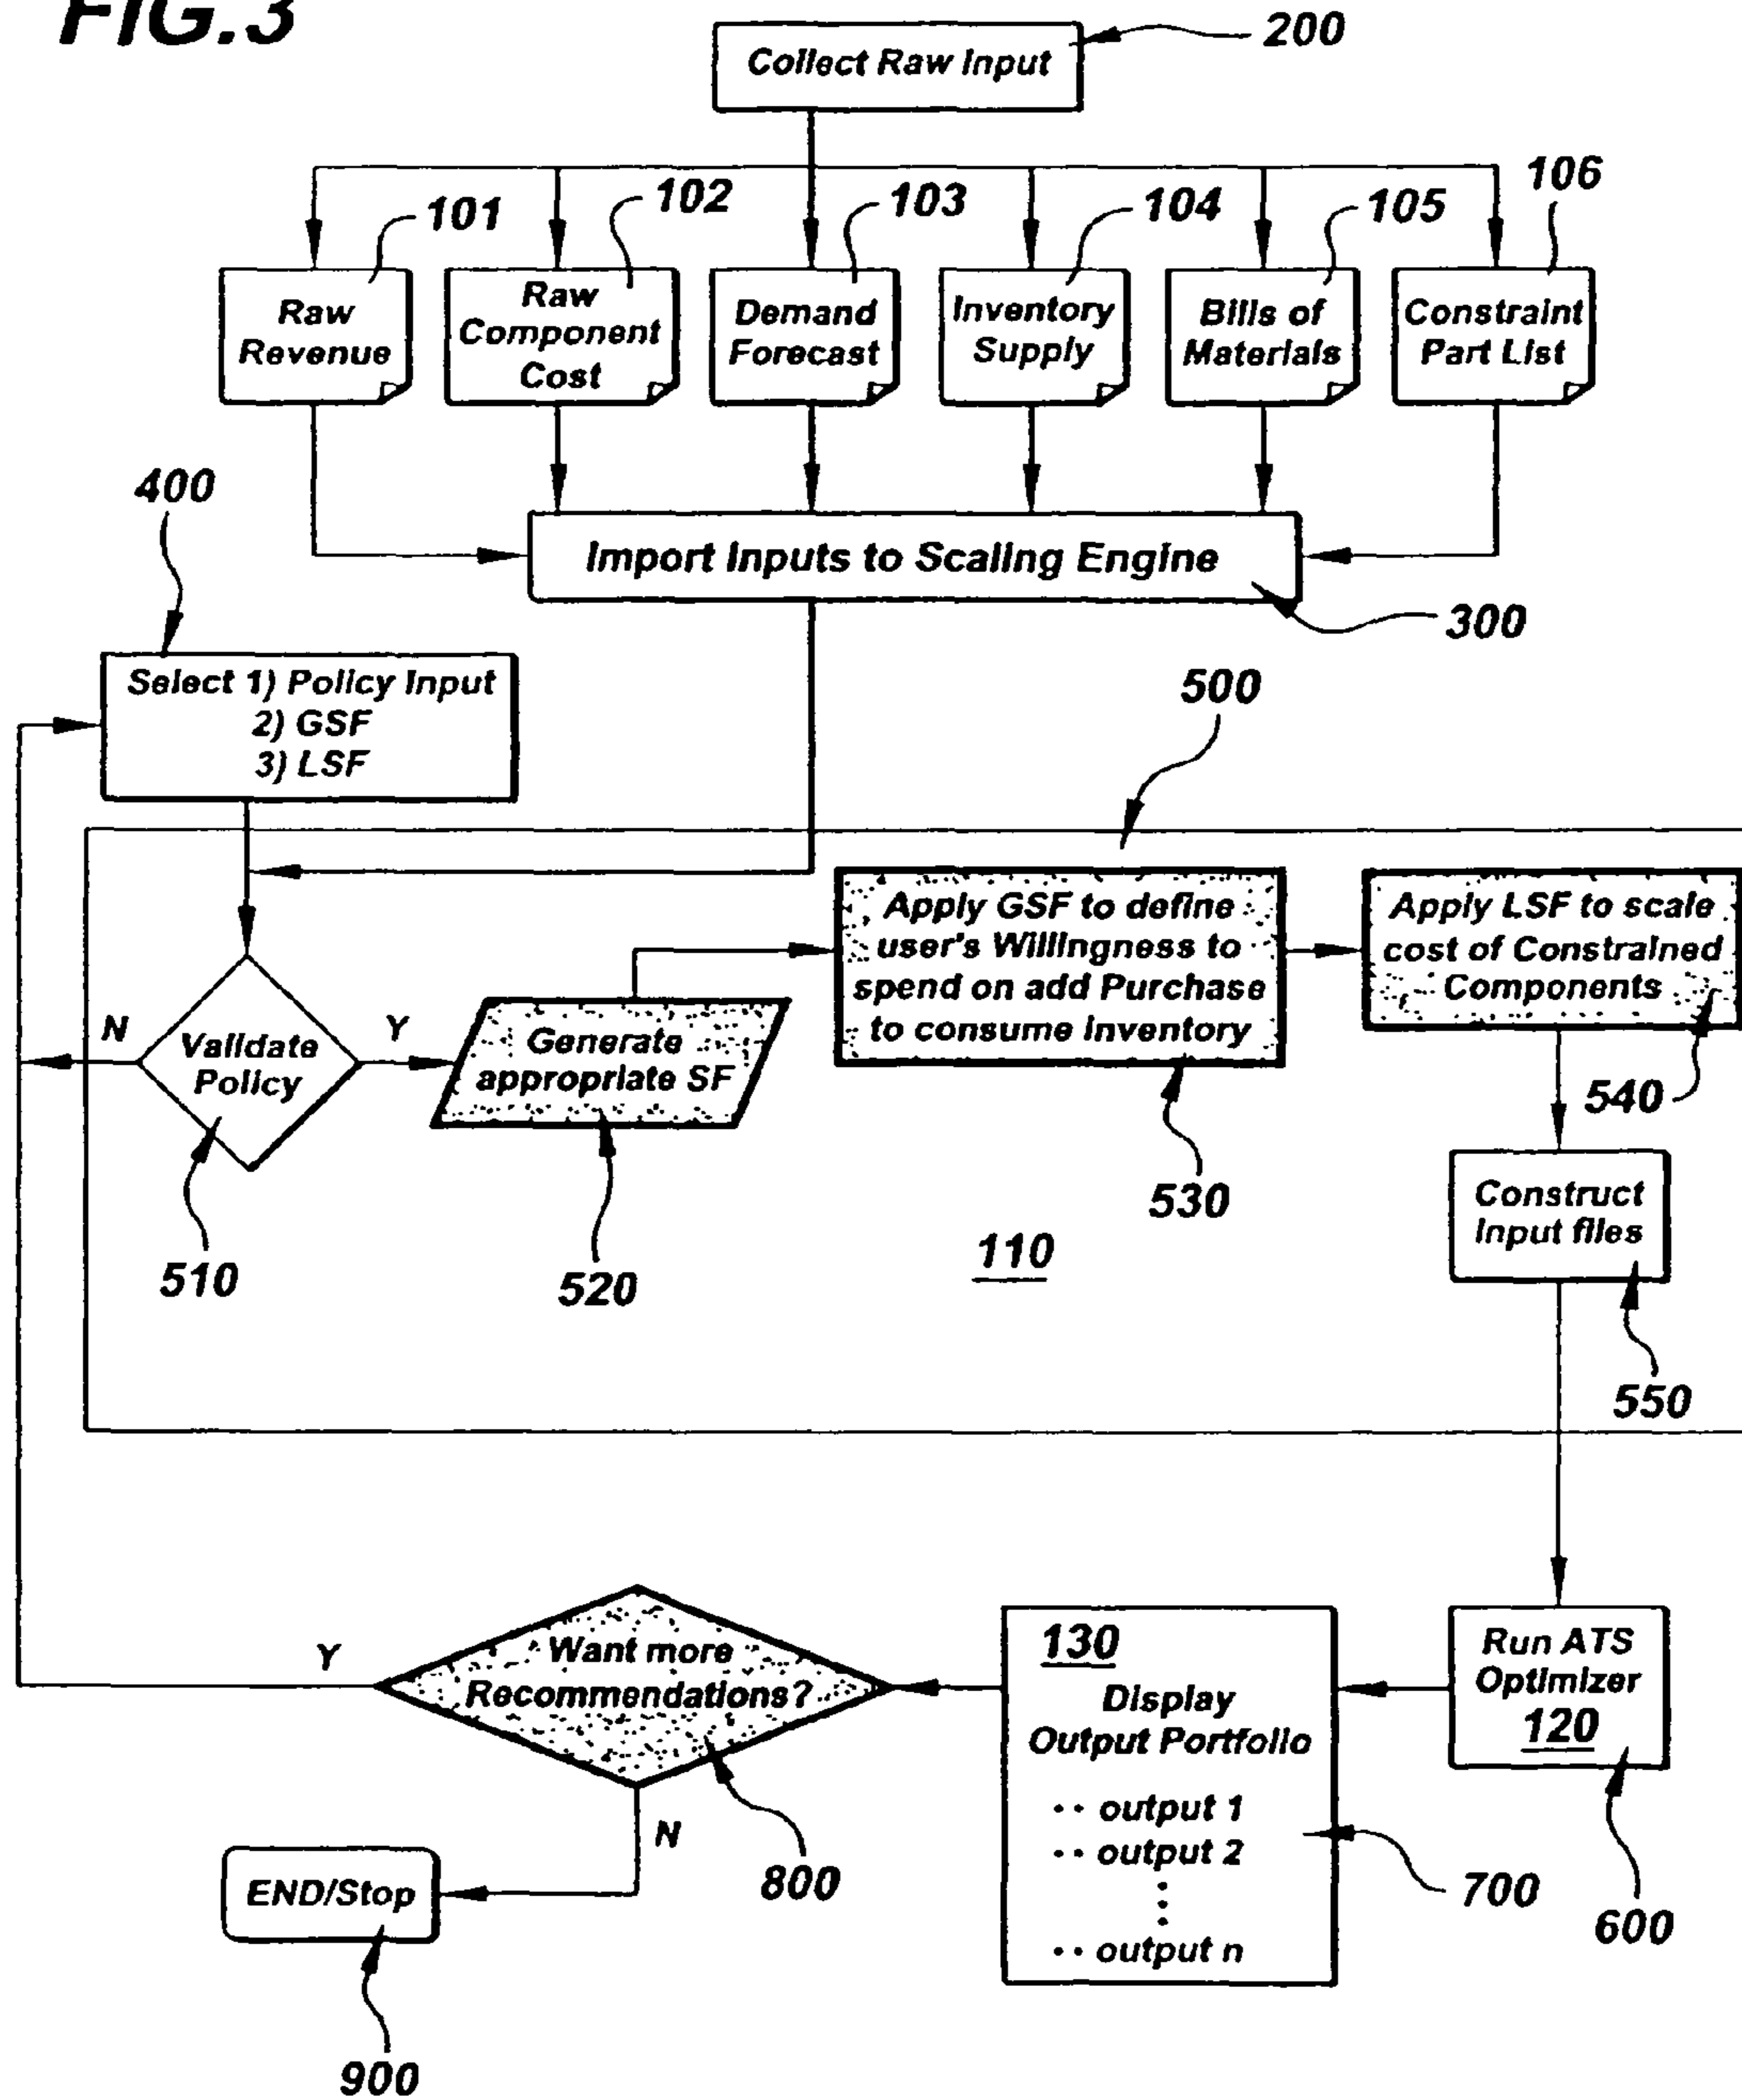 FIG.3
200
Collect Raw Input
101
102
103
104
105
106
Raw
Revenue
Raw
Component
Cost
Demand
Forecast
Inventory
Supply
Bills of
Materials
Constraint
Part List
400
Import Inputs to Scaling Engine
300
Select 1) Policy Input
2) GSF
3) LSF
500
Apply GSF to define
user's Willingness to
spend on add Purchase
to consume Inventory
Apply LSF to scale
cost of Constrained
Components
N
Validate
Policy
Y
Generate
appropriate SF
540
510
520
530
110
Construct
Input files
550
Y
Want more
Recommendations?
130
Display
Output Portfolio
·· output 1
·· output 2
·· output n
Run ATS
Optimizer
120
N
800
700
600
END/Stop
900